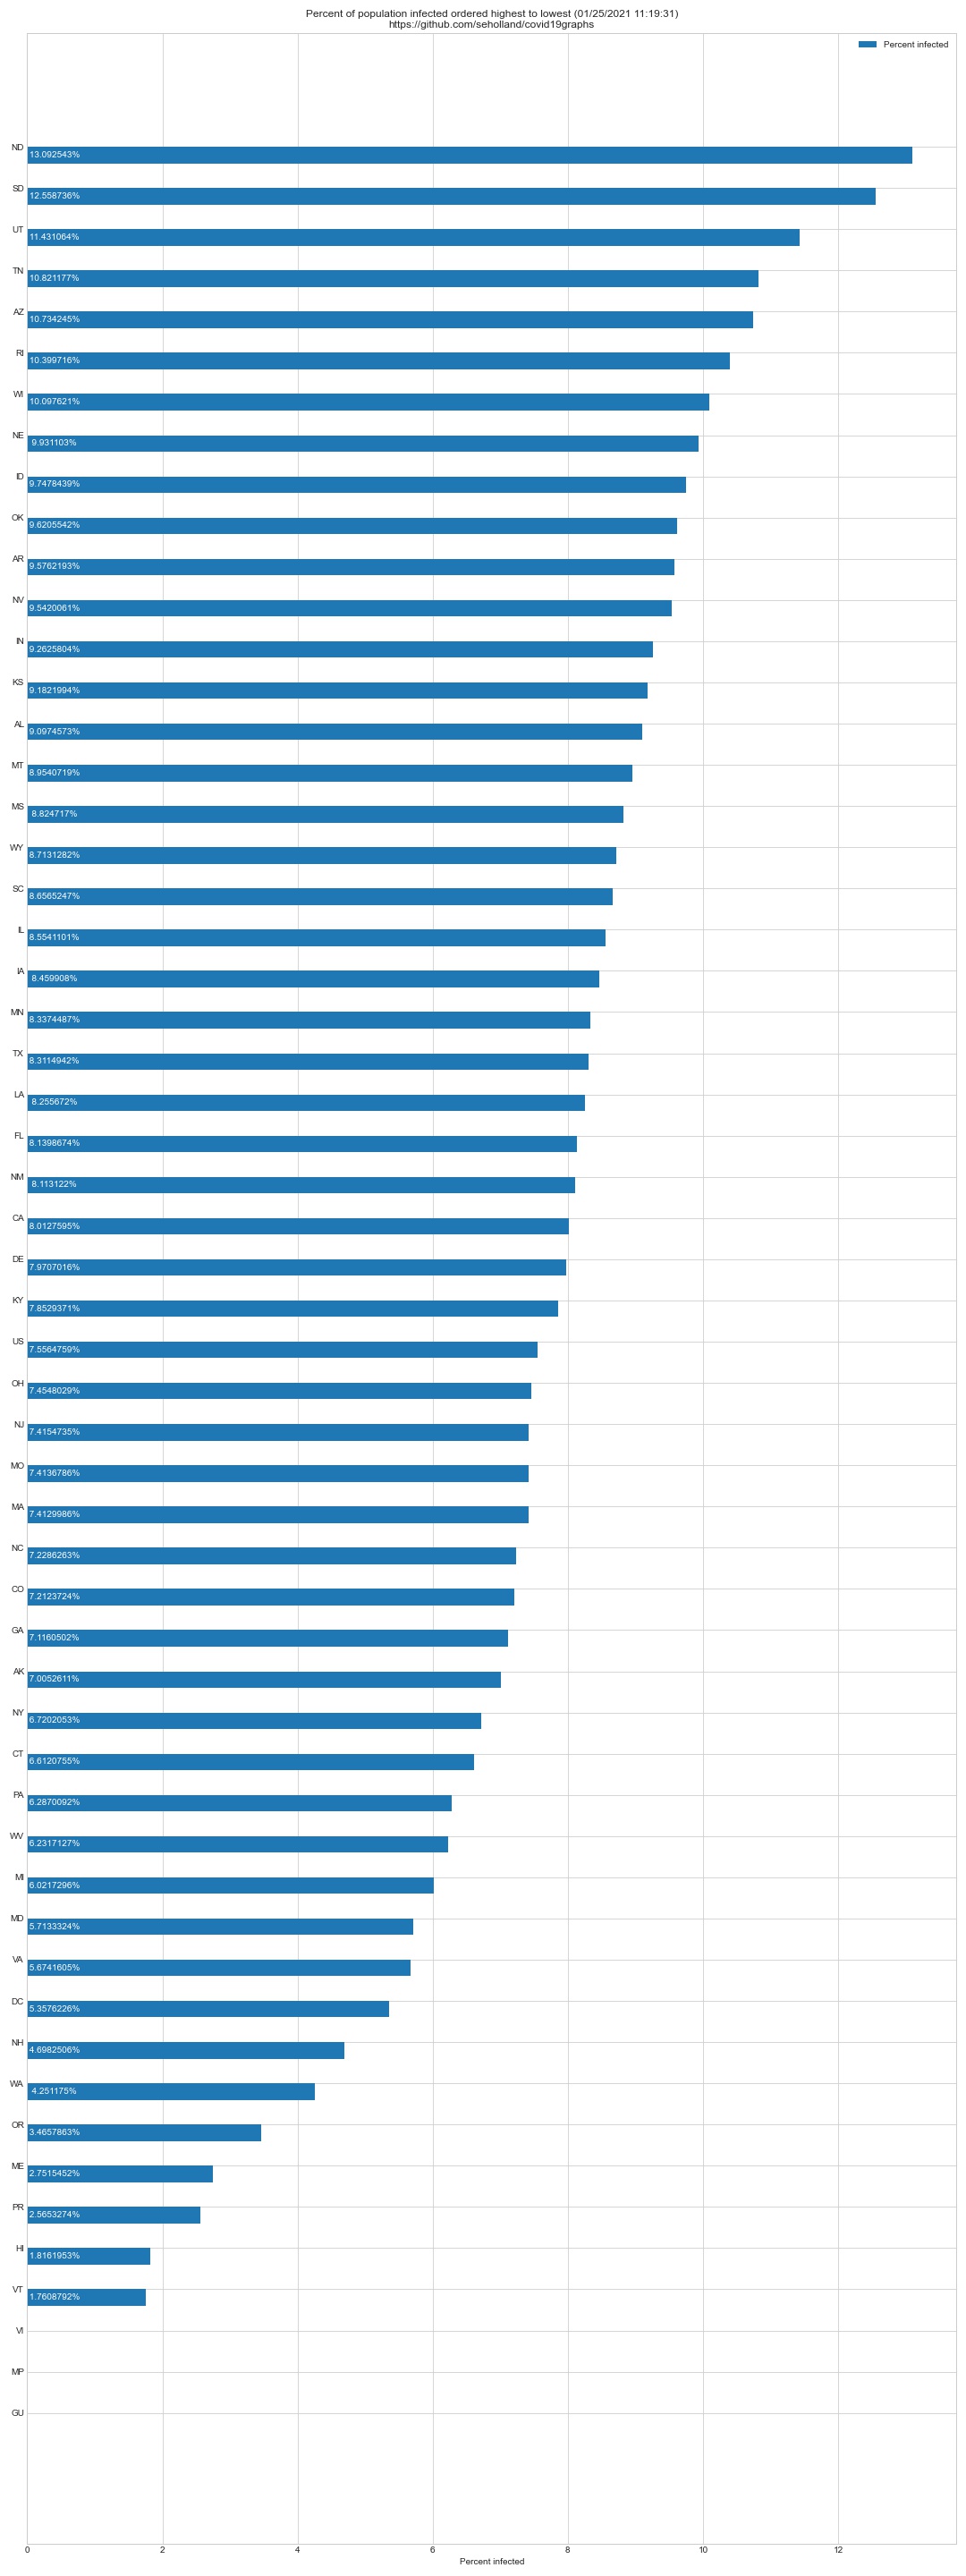 Percent of population infected ordered highest to lowest (01/25/2021 11:19:31)
https://github.com/seholland/covid19graphs
Percent infected
ND 13.092543%
SD 12.558736%
UT 11.431064%
TN 10.821177%
AZ 10.734245%
RI 10.399716%
WI 10.097621%
NE 9.931103%
ID 9.7478439%
OK 9.6205542%
AR 9.5762193%
NV 9.5420061%
IN 9.2625804%
KS 9.1821994%
AL 9.0974573%
MT 8.9540719%
MS 8.824717%
WY 8.7131282%
SC 8.6565247%
IL 8.5541101%
IA 8.459908%
MN 8.3374487%
TX 8.3114942%
LA 8.255672%
FL 8.1398674%
NM 8.113122%
CA 8.0127595%
DE 7.9707016%
KY 7.8529371%
US 7.5564759%
OH 7.4548029%
NJ 7.4154735%
MO 7.4136786%
MA 7.4129986%
NC 7.2286263%
CO 7.2123724%
GA 7.1160502%
AK 7.0052611%
NY 6.7202053%
CT 6.6120755%
PA 6.2870092%
WV 6.2317127%
MI 6.0217296%
MD 5.7133324%
VA 5.6741605%
DC 5.3576226%
NH 4.6982506%
WA 4.251175%
OR 3.4657863%
ME 2.7515452%
PR 2.5653274%
HI 1.8161953%
VT 1.7608792%
VI
MP
GU
0 2 4 6 8 10 12
Percent infected